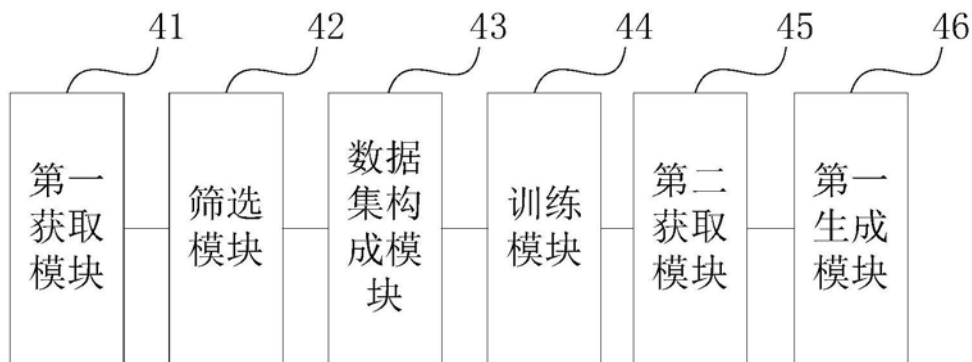 41 42 43 44 45 46
第一
获取
模块
筛选
模块
数据
集构
成模
块
训练
模块
第二
获取
模块
第一
生成
模块